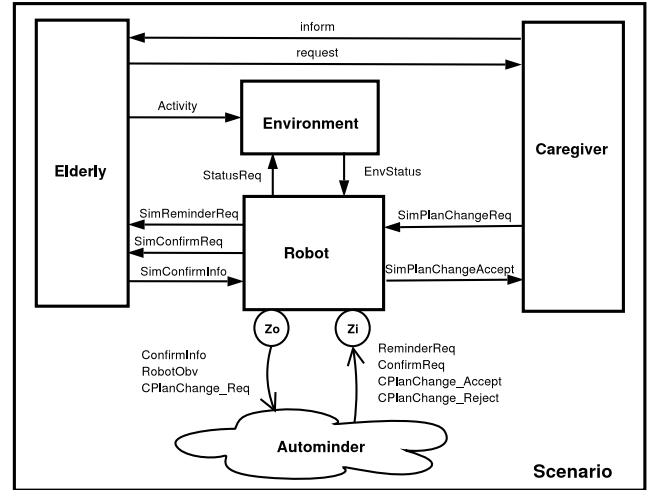 inform
request
Activity
Environment
Caregiver
Elderly
StatusReq
EnvStatus
SimReminderReq
SimPlanChangeReq
SimConfirmReq
Robot
SimConfirmInfo
SimPlanChangeAccept
Zo
Zi
ConfirmInfo
RobotObv
CPlanChange_Req
ReminderReq
ConfirmReq
CPlanChange_Accept
CPlanChange_Reject
Autominder
Scenario